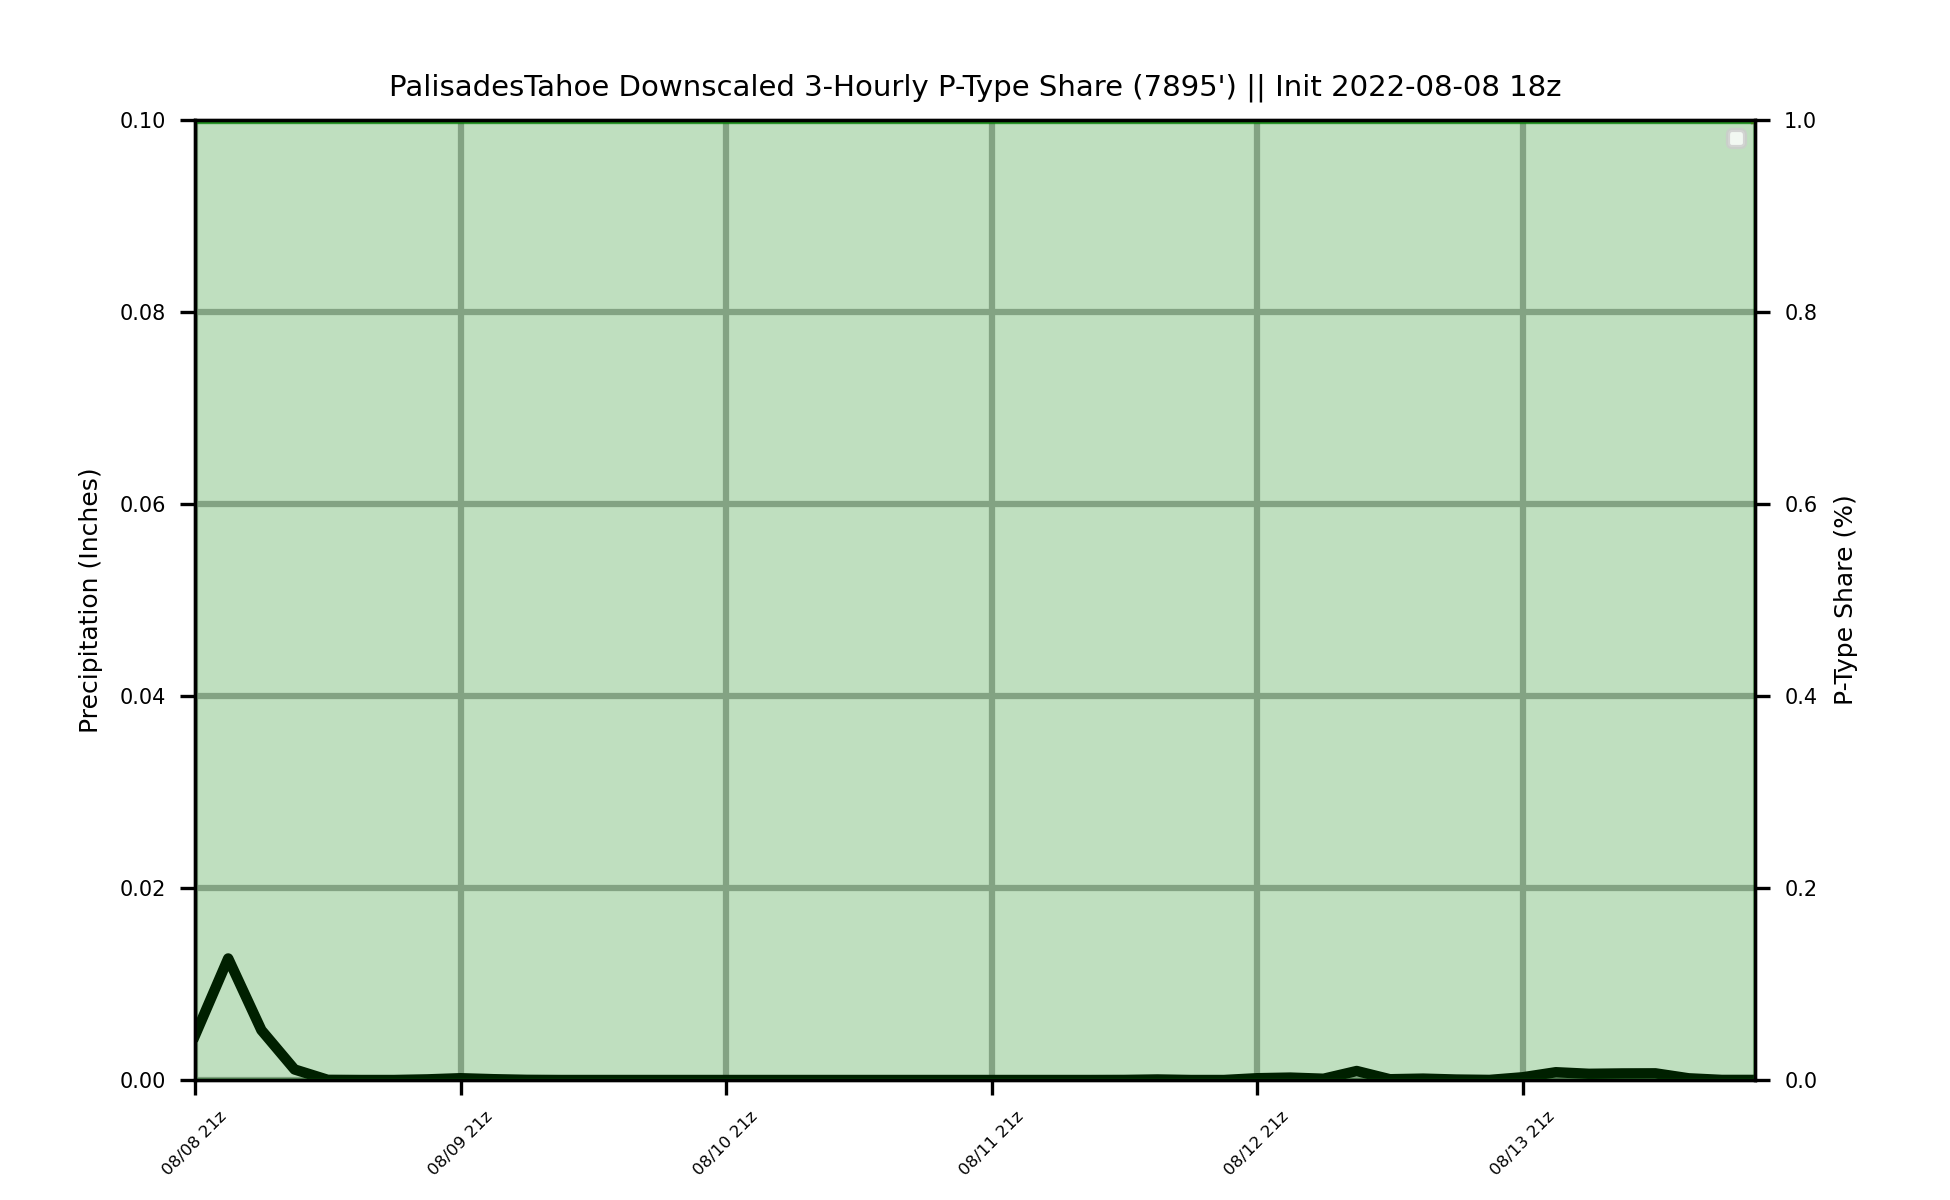 PalisadesTahoe Downscaled 3-Hourly P-Type Share (7895') || Init 2022-08-08 18z
0.10
0.08
0.06
0.04
0.02
0.00
Precipitation (Inches)
1.0
0.8
0.6
0.4
0.2
0.0
P-Type Share (%)
08/08 21z
08/09 21z
08/10 21z
08/11 21z
08/12 21z
08/13 21z